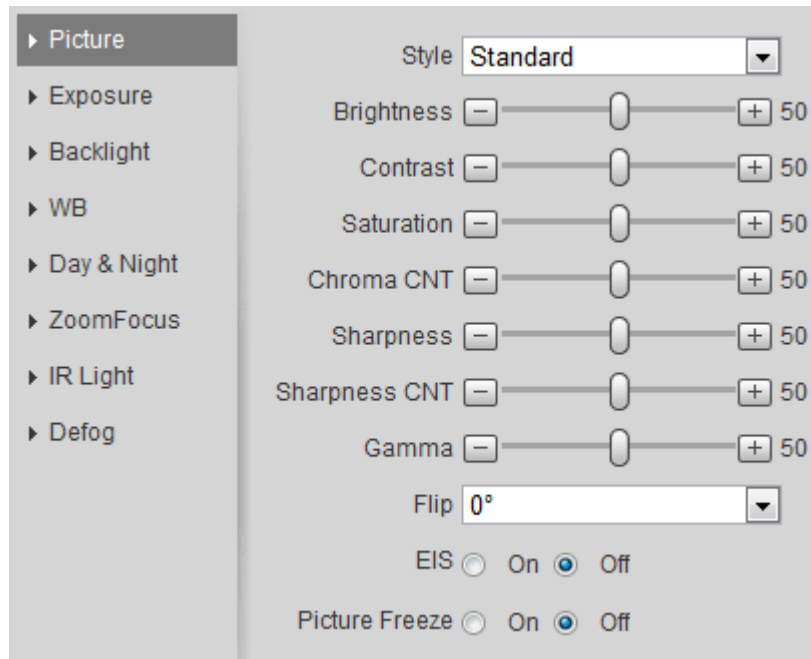 Picture
Exposure
Backlight
WB
Day & Night
ZoomFocus
IR Light
Defog
Style Standard
Brightness 50
Contrast 50
Saturation 50
Chroma CNT 50
Sharpness 50
Sharpness CNT 50
Gamma 50
Flip 0°
EIS On Off
Picture Freeze On Off